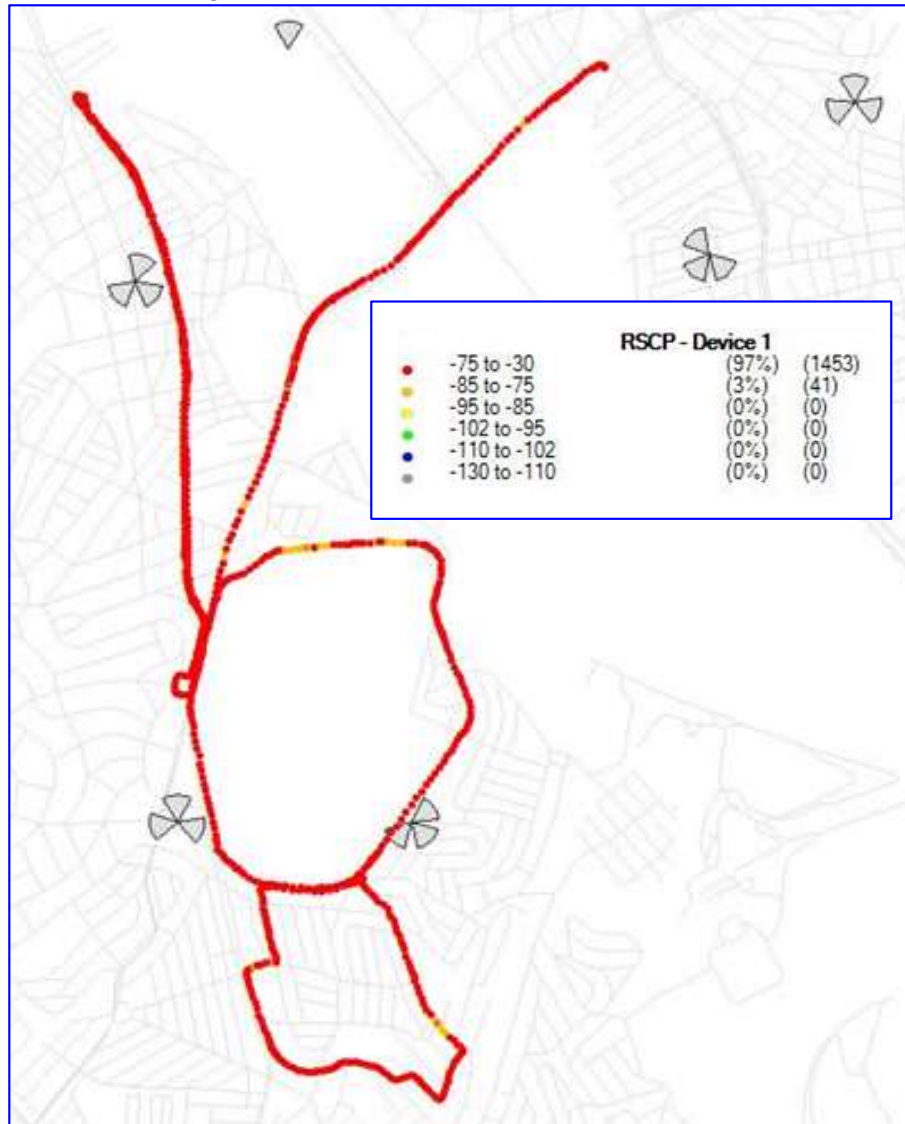 RSCP - Device 1
-75 to -30 (97%) (1453)
-85 to -75 (3%) (41)
-95 to -85 (0%) (0)
-102 to -95 (0%) (0)
-110 to -102 (0%) (0)
-130 to -110 (0%) (0)